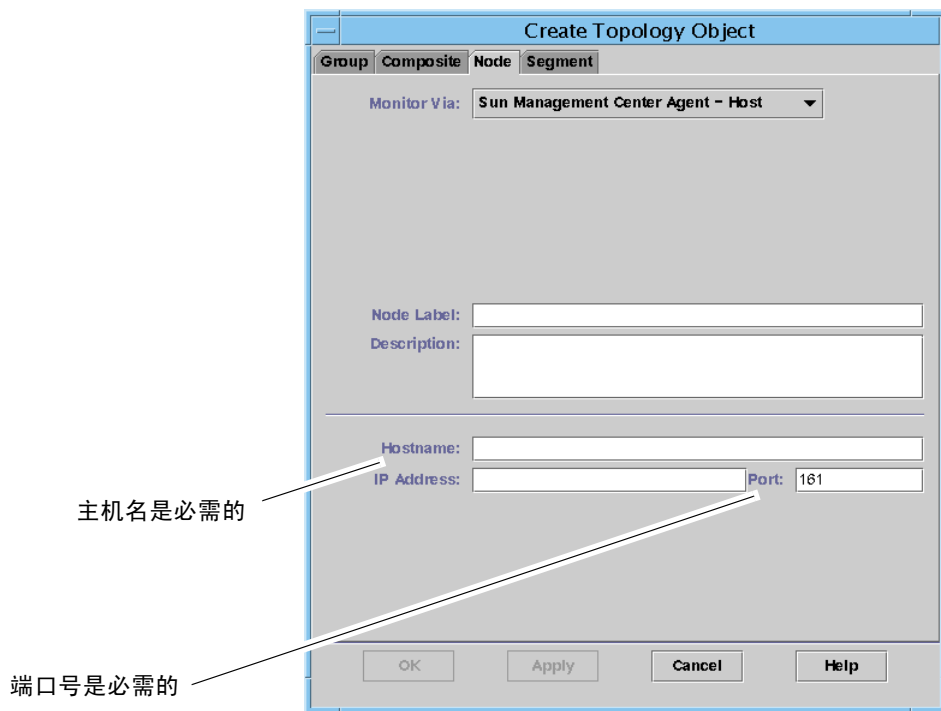 Create Topology Object
Group Composite Node Segment
Monitor Via: Sun Management Center Agent - Host
Node Label:
Description:
Hostname:
IP Address: Port: 161
主机名是必需的
端口号是必需的
OK Apply Cancel Help